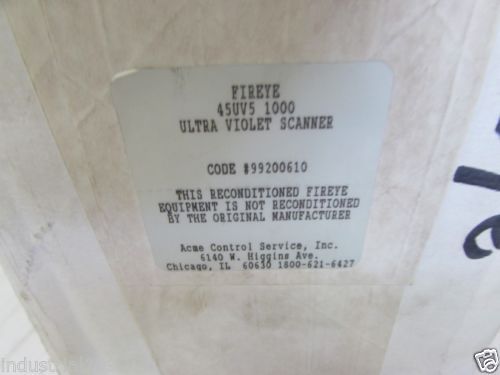 FIREYE
45UV5 1000
ULTRA VIOLET SCANNER
CODE #99200610
THIS RECONDITIONED FIREYE
EQUIPMENT IS NOT RECONDITIONED
BY THE ORIGINAL MANUFACTURER
Acme Control Service, Inc.
6140 W. Higgins Ave.
Chicago, IL 60630 1800-621-6427